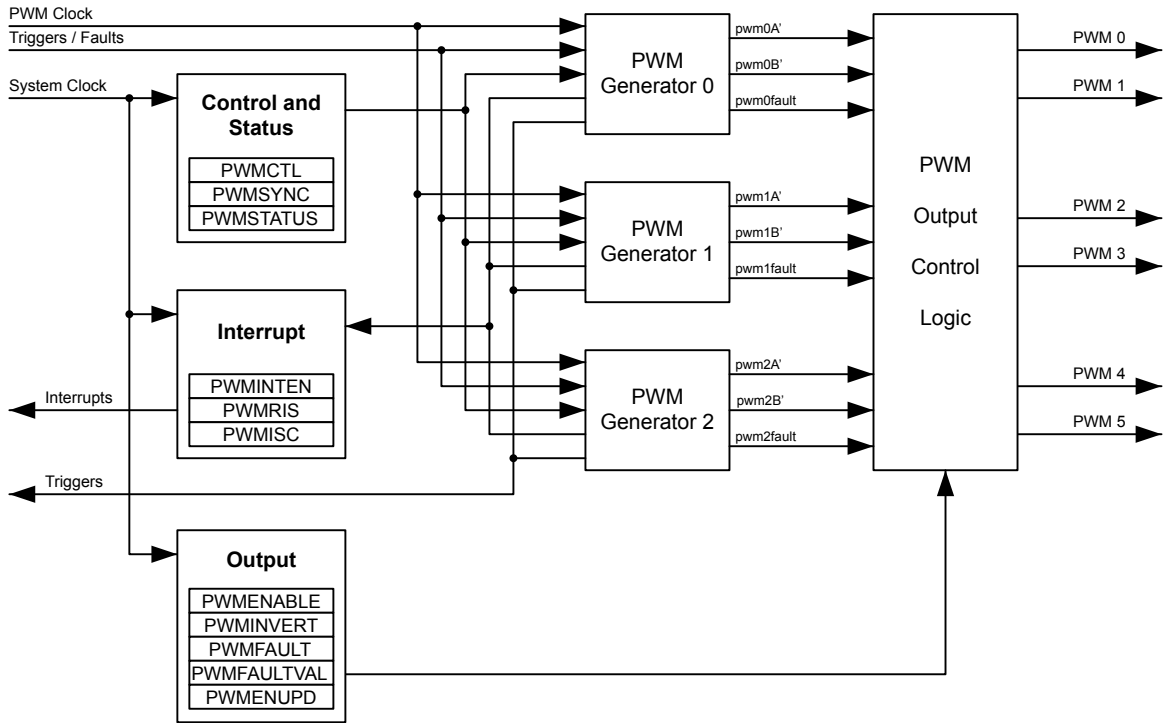 PWM Clock
Triggers / Faults
System Clock
Control and
Status
PWMCTL
PWMSYNC
PWMSTATUS
Interrupt
PWMINTEN
PWMRIS
PWMISC
Interrupts
Triggers
Output
PWMENABLE
PWMINVERT
PWMFAULT
PWMFAULTVAL
PWMENUPD
PWM
Generator 0
pwm0A'
pwm0B'
pwm0fault
PWM
Generator 1
pwm1A'
pwm1B'
pwm1fault
PWM
Generator 2
pwm2A'
pwm2B'
pwm2fault
PWM
Output
Control
Logic
PWM 0
PWM 1
PWM 2
PWM 3
PWM 4
PWM 5